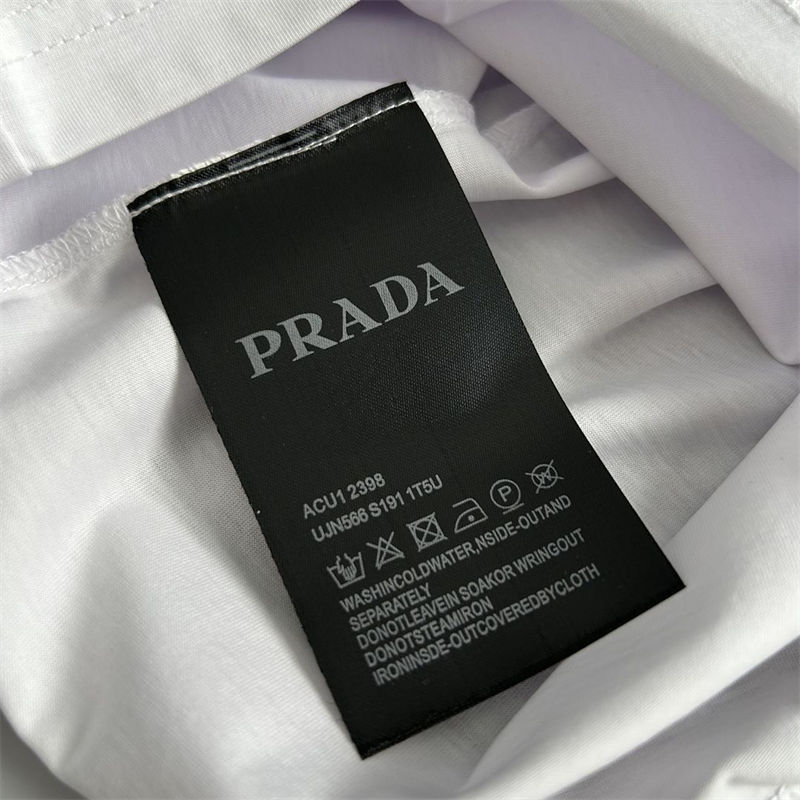 PRADA
ACU1 2398
UJN566 S191 1T5U
P
WASHINCOLDWATER,NSIDE-OUTAND
SEPARATELY
DONOTLEAVEIN SOAKOR WRINGOUT
DONOTSTEAMIRON
IRONINSDE-OUTCOVEREDBYCLOTH